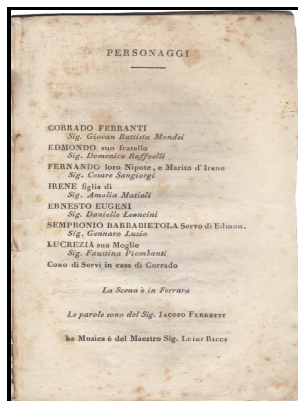 PERSONAGGI
CORRADO FERRANTI
Sig. Giovan Battista Mondei
EDMONDO suo fratello
Sig. Domenico Raffaelli
FERNANDO loro Nipote, e Marito d'Irene
Sig. Cesare Sangiorgi
IRENE figlia di
Sig. Amalia Matioli
ERNESTO EUGENI
Sig. Danielle Leoncini
SEMPRONIO BARBABIETOLA Servo di Edmon.
Sig. Gennaro Luzio
LUCREZIA sua Moglie
Sig. Faustina Piombanti
CORO di Servi in casa di Corrado
La Scena è in Ferrara
Le parole sono del Sig. IACOPO FERRETTI
La Musica è del Maestro Sig. LUIGI RICCI